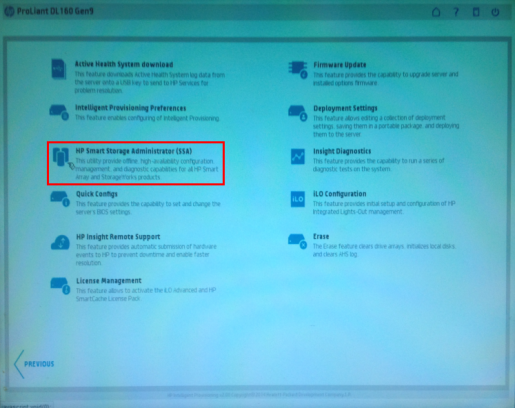 hp ProLiant DL160 Gen9
Active Health System download
This feature downloads Active Health System log data from
the server onto a USB key to send to HP Services for
problem resolution.
Intelligent Provisioning Preferences
This feature enables configuring of Intelligent Provisioning.
HP Smart Storage Administrator (SSA)
This utility provide offline, high-availability configuration,
management, and diagnostic capabilities for all HP Smart
Array and StorageWorks products.
Quick Configs
This feature provides the capability to set and change the
server's BIOS settings.
HP Insight Remote Support
This feature provides automatic submission of hardware
events to HP to prevent downtime and enable faster
resolution.
License Management
This feature allows to activate the iLO Advanced and HP
SmartCache License Pack.
Firmware Update
This feature provides the capability to upgrade server and
installed options firmware.
Deployment Settings
This feature allows editing a collection of deployment
settings, saving them in a portable package, and deploying
them to the server.
Insight Diagnostics
This feature provides the capability to run a series of
diagnostic tests on the system.
iLO
iLO Configuration
This feature provides initial setup and configuration of HP
Integrated Lights-Out management.
Erase
The Erase feature clears drive arrays, initializes local disks
and clears AHS log.
PREVIOUS